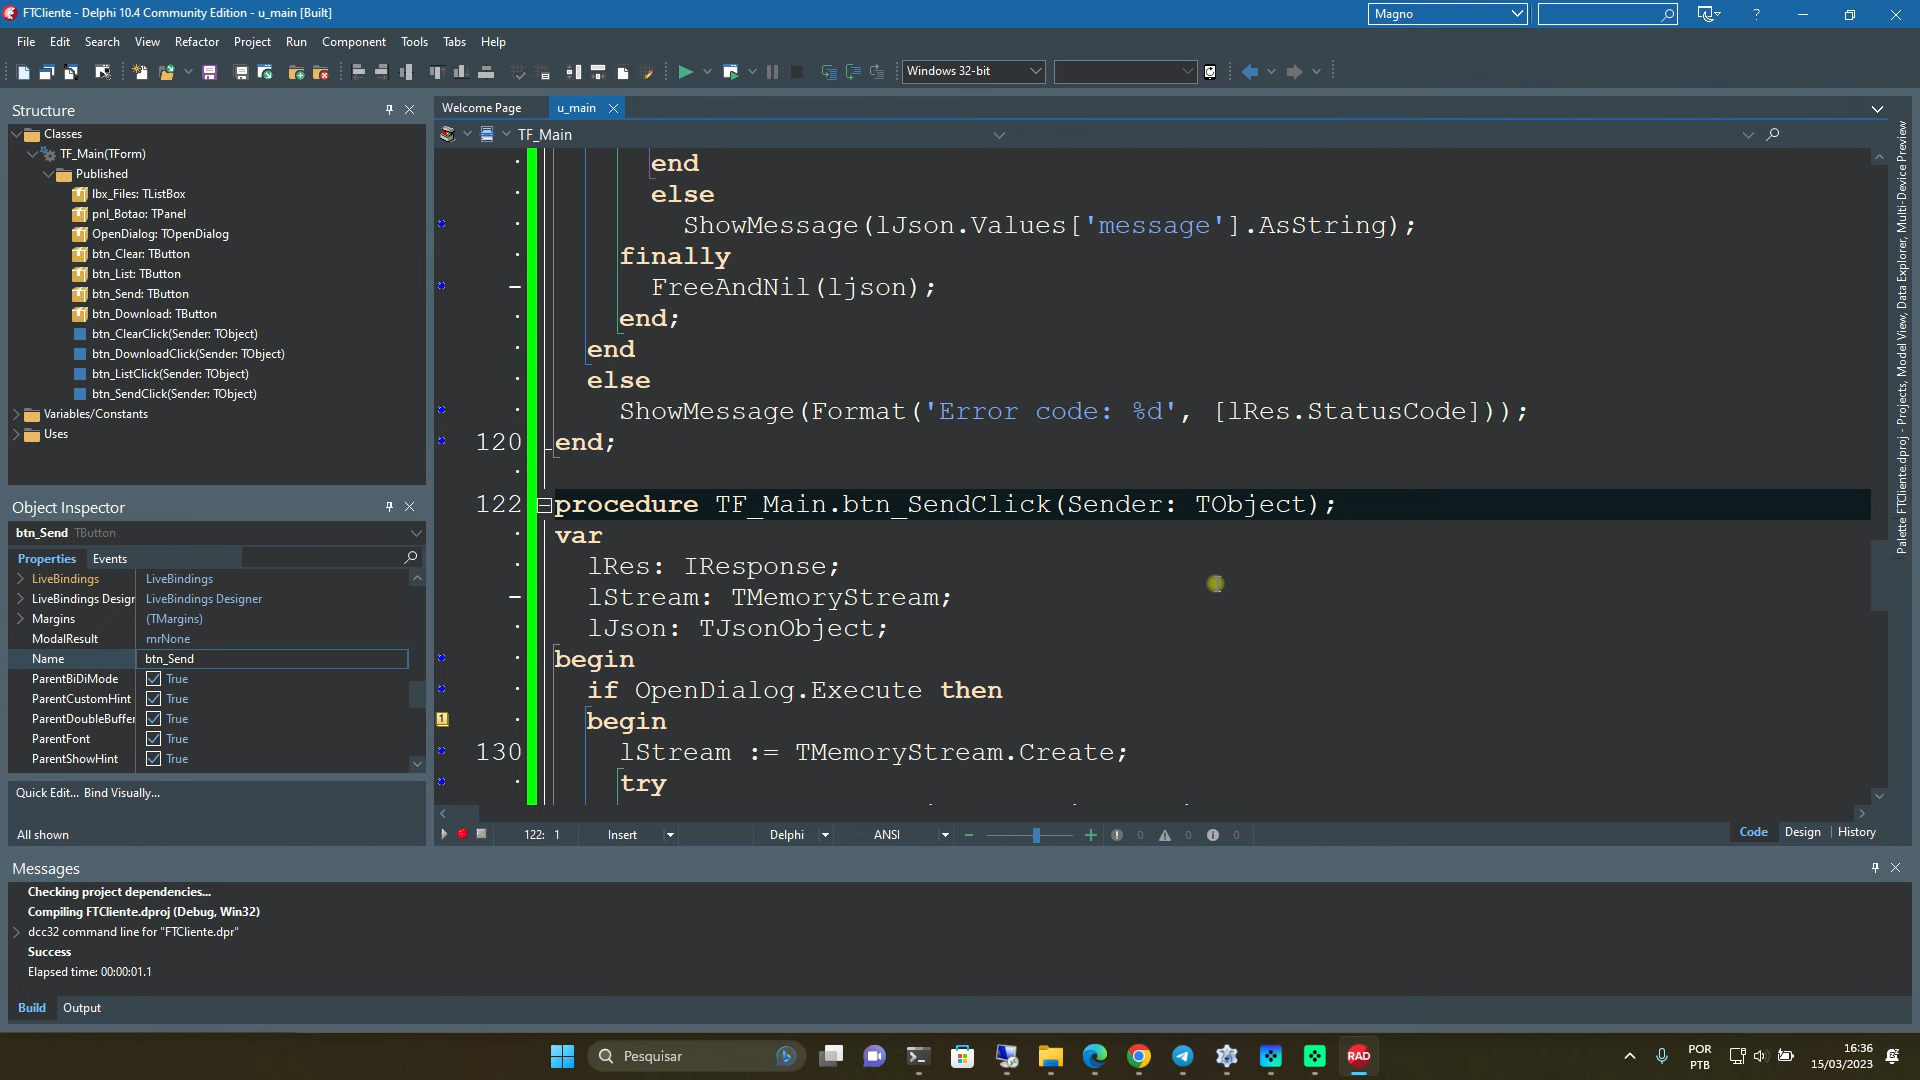 FTCliente - Delphi 10.4 Community Edition - u_main [Built]
Magno
?
File Edit Search View Refactor Project Run Component Tools Tabs Help
Windows 32-bit
Structure
Classes
TF_Main(TForm)
Published
lbx_Files: TListBox
pnl_Botao: TPanel
OpenDialog: TOpenDialog
btn_Clear: TButton
btn_List: TButton
btn_Send: TButton
btn_Download: TButton
btn_ClearClick(Sender: TObject)
btn_DownloadClick(Sender: TObject)
btn_ListClick(Sender: TObject)
btn_SendClick(Sender: TObject)
Variables/Constants
Uses
Object Inspector
btn_Send TButton
Properties Events
LiveBindings LiveBindings
LiveBindings Desigr LiveBindings Designer
Margins (TMargins)
ModalResult mrNone
Name btn_Send
ParentBiDiMode True
ParentCustomHint True
ParentDoubleBuffer True
ParentFont True
ParentShowHint True
Quick Edit... Bind Visually...
All shown
Welcome Page u_main
TF_Main
end
else
ShowMessage(lJson.Values['message'].AsString);
finally
FreeAndNil(ljson);
end;
end
else
ShowMessage(Format('Error code: %d', [lRes.StatusCode]));
120 end;
122 procedure TF_Main.btn_SendClick(Sender: TObject);
var
lRes: IResponse;
lStream: TMemoryStream;
lJson: TJsonObject;
begin
if OpenDialog.Execute then
begin
130 lStream := TMemoryStream.Create;
try
122: 1 Insert Delphi ANSI 0 0 0
Code Design History
Palette FTCliente.dproj - Projects, Model View, Data Explorer, Multi-Device Preview
Messages
Checking project dependencies...
Compiling FTCliente.dproj (Debug, Win32)
dcc32 command line for "FTCliente.dpr"
Success
Elapsed time: 00:00:01.1
Build Output
Pesquisar
RAD
POR
PTB
16:36
15/03/2023